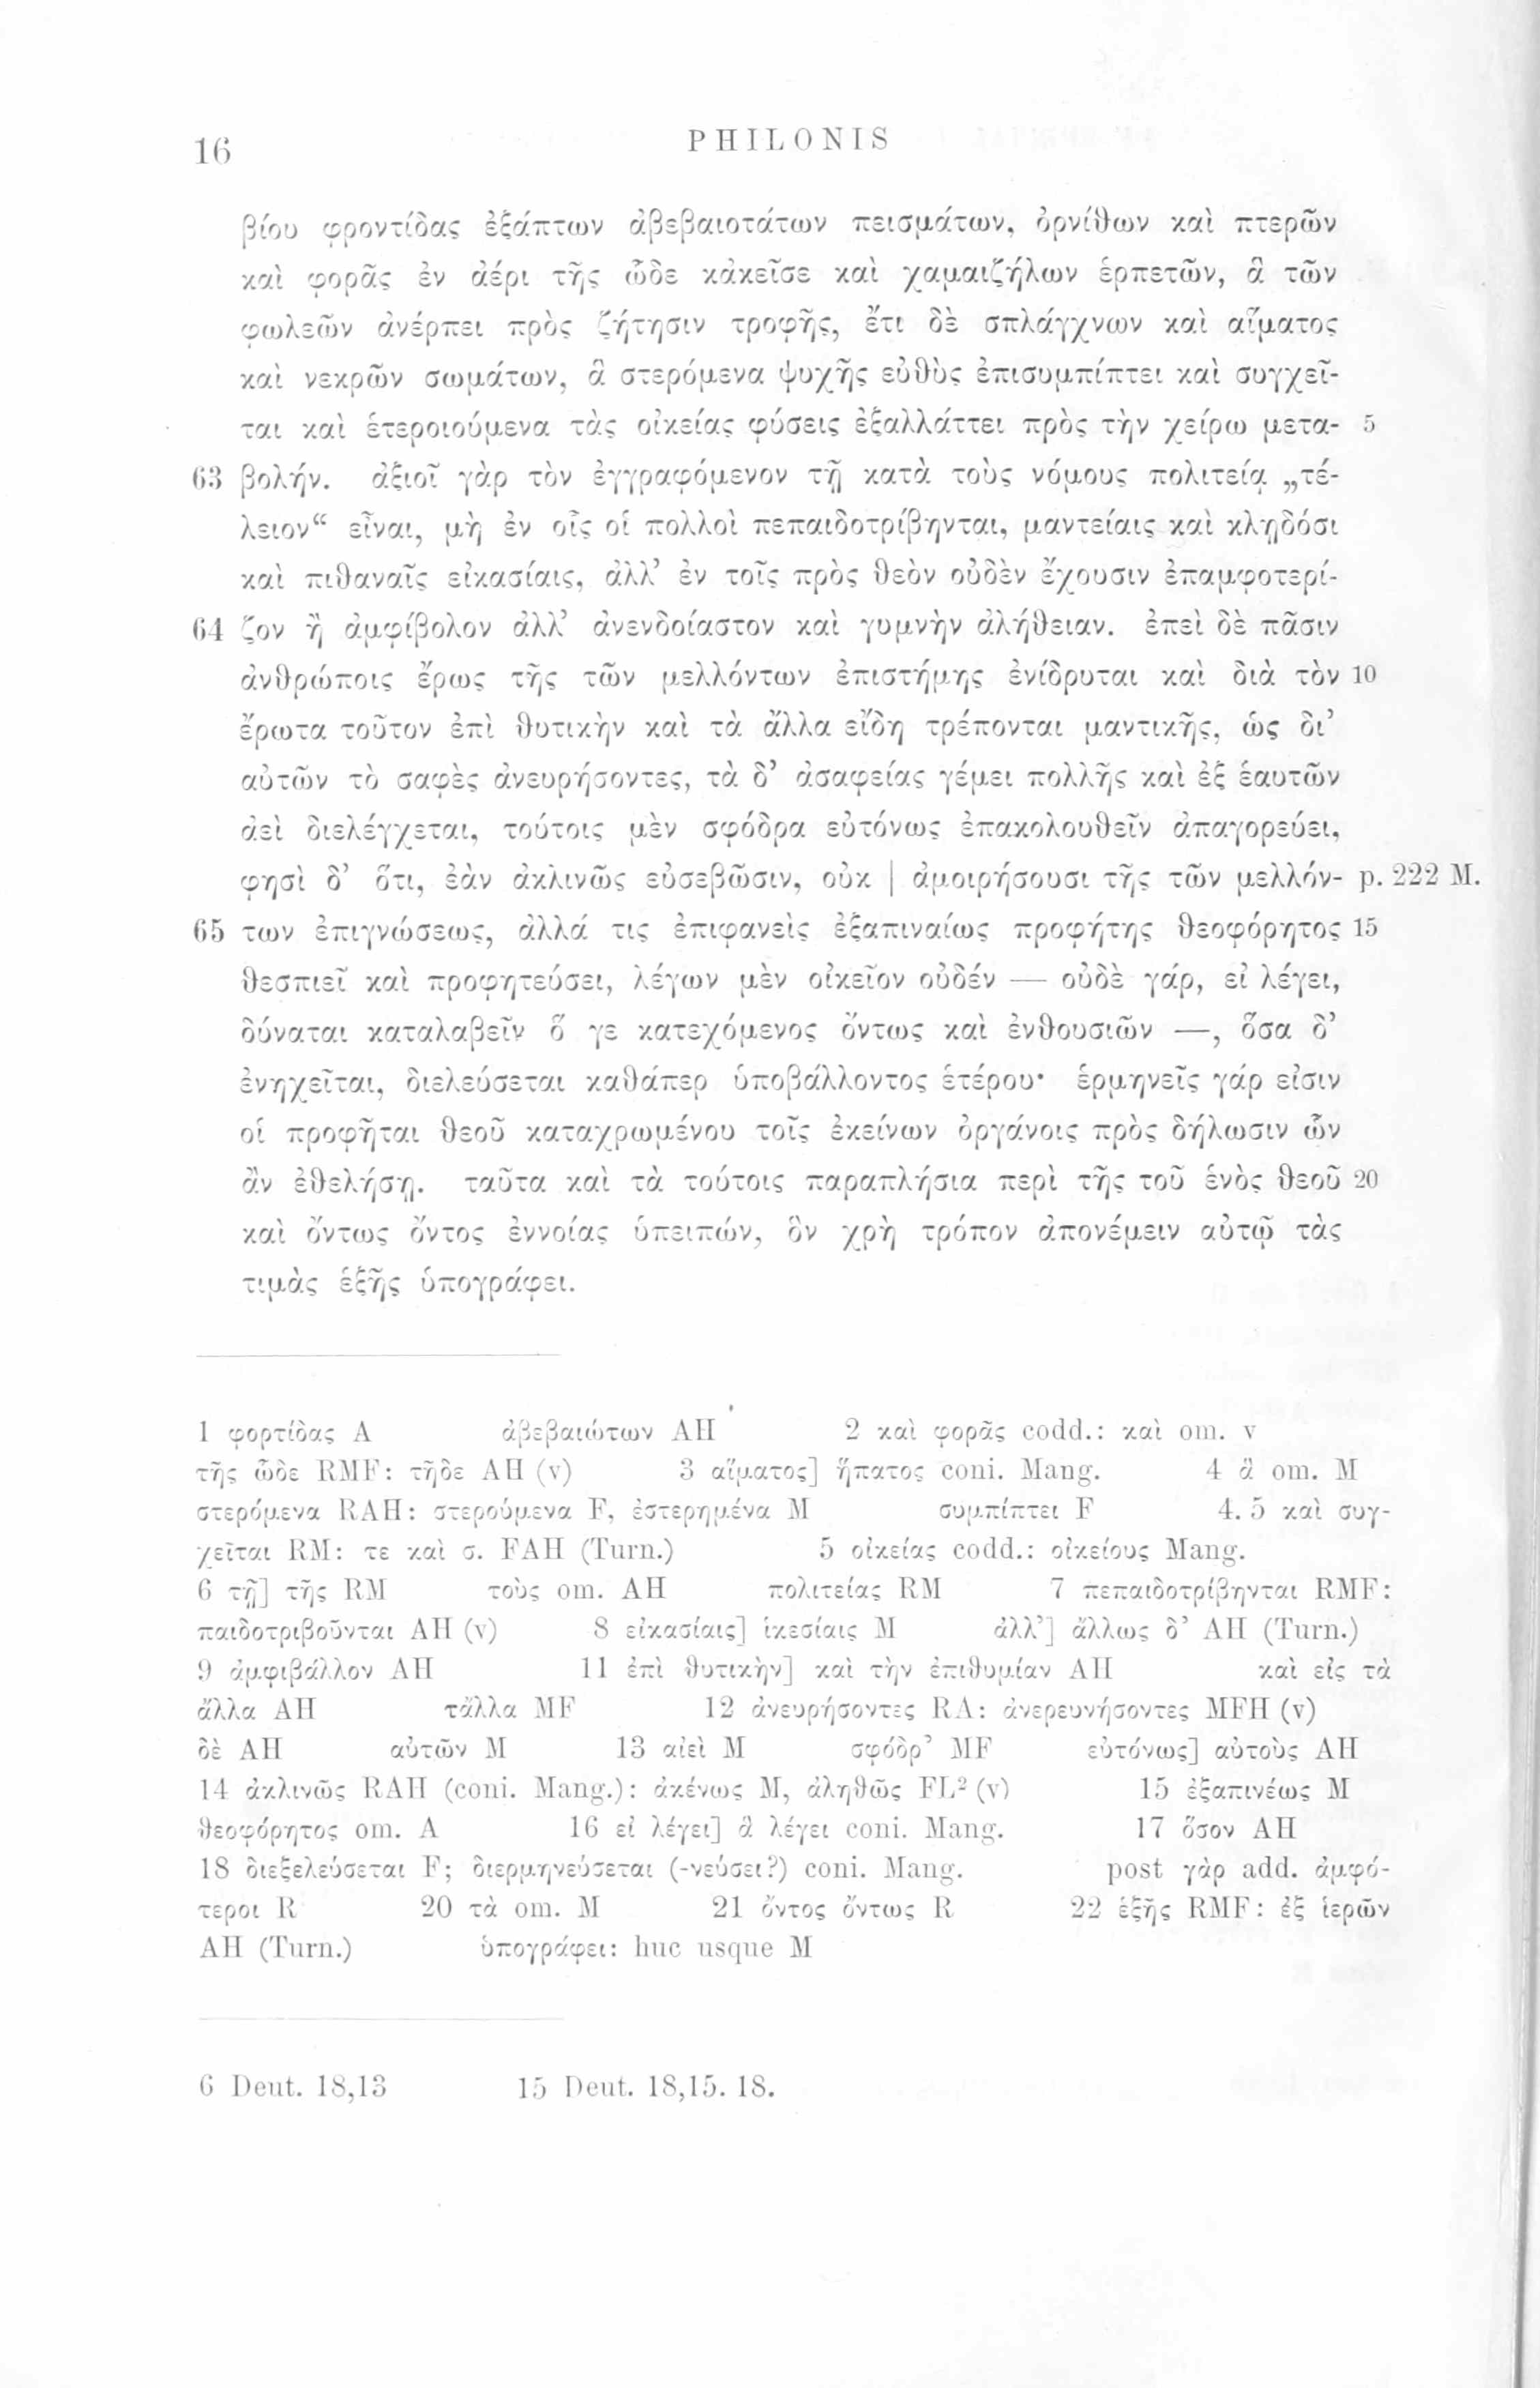 16 PHILONIS
βίου φροντίδας ἐξάπτων ἀβεβαιοτάτων πεισμάτων, ὀρνίθων καὶ πτερῶν
καὶ φορᾶς ἐν ἀέρι τῆς ὧδε κἀκεῖσε καὶ χαμαιζήλων ἑρπετῶν, ἃ τῶν
φωλεῶν ἀνέρπει πρὸς ζήτησιν τροφῆς, ἔτι δὲ σπλάγχνων καὶ αἵματος
καὶ νεκρῶν σωμάτων, ἃ στερόμενα ψυχῆς εὐθὺς ἐπισυμπίπτει καὶ συγχεῖ-
ται καὶ ἑτεροιούμενα τὰς οἰκείας φύσεις ἐξαλλάττει πρὸς τὴν χείρω μετα- 5
63 βολήν. ἀξιοῖ γὰρ τὸν ἐγγραφόμενον τῇ κατὰ τοὺς νόμους πολιτείᾳ „τέ-
λειον“ εἶναι, μὴ ἐν οἷς οἱ πολλοὶ πεπαιδοτρίβηνται, μαντείαις καὶ κληδόσι
καὶ πιθαναῖς εἰκασίαις, ἀλλ’ ἐν τοῖς πρὸς θεὸν οὐδὲν ἔχουσιν ἐπαμφοτερί-
64 ζον ἢ ἀμφίβολον ἀλλ’ ἀνενδοίαστον καὶ γυμνὴν ἀλήθειαν. ἐπεὶ δὲ πᾶσιν
ἀνθρώποις ἔρως τῆς τῶν μελλόντων ἐπιστήμης ἐνίδρυται καὶ διὰ τὸν 10
ἔρωτα τοῦτον ἐπὶ θυτικὴν καὶ τὰ ἄλλα εἴδη τρέπονται μαντικῆς, ὡς δι’
αὐτῶν τὸ σαφὲς ἀνευρήσοντες, τὰ δ’ ἀσαφείας γέμει πολλῆς καὶ ἐξ ἑαυτῶν
ἀεὶ διελέγχεται, τούτοις μὲν σφόδρα εὐτόνως ἐπακολουθεῖν ἀπαγορεύει,
φησὶ δ’ ὅτι, ἐὰν ἀκλινῶς εὐσεβῶσιν, οὐκ | ἀμοιρήσουσι τῆς τῶν μελλόν- p. 222 M.
65 των ἐπιγνώσεως, ἀλλά τις ἐπιφανεὶς ἐξαπιναίως προφήτης θεοφόρητος 15
θεσπιεῖ καὶ προφητεύσει, λέγων μὲν οἰκεῖον οὐδέν — οὐδὲ γάρ, εἰ λέγει,
δύναται καταλαβεῖν ὅ γε κατεχόμενος ὄντως καὶ ἐνθουσιῶν —, ὅσα δ’
ἐνηχεῖται, διελεύσεται καθάπερ ὑποβάλλοντος ἑτέρου· ἑρμηνεῖς γάρ εἰσιν
οἱ προφῆται θεοῦ καταχρωμένου τοῖς ἐκείνων ὀργάνοις πρὸς δήλωσιν ὧν
ἂν ἐθελήσῃ. ταῦτα καὶ τὰ τούτοις παραπλήσια περὶ τῆς τοῦ ἑνὸς θεοῦ 20
καὶ ὄντως ὄντος ἐννοίας ὑπειπών, ὃν χρὴ τρόπον ἀπονέμειν αὐτῷ τὰς
τιμὰς ἑξῆς ὑπογράφει.
1 φορτίδας A ἀβεβαιώτων AH 2 καὶ φορᾶς codd.: καὶ om. v
τῆς ὧδε RMF: τῇδε AH (v) 3 αἵματος] ἥπατος coni. Mang. 4 ἃ om. M
στερόμενα RAH: στερούμενα F, ἐστερημένα M συμπίπτει F 4. 5 καὶ συγ-
χεῖται RM: τε καὶ σ. FAH (Turn.) 5 οἰκείας codd.: οἰκείους Mang.
6 τῇ] τῆς RM τοὺς om. AH πολιτείας RM 7 πεπαιδοτρίβηνται RMF:
παιδοτριβοῦνται AH (v) 8 εἰκασίαις] ἱκεσίαις M ἀλλ’] ἄλλως δ’ AH (Turn.)
9 ἀμφιβάλλον AH 11 ἐπὶ θυτικὴν] καὶ τὴν ἐπιθυμίαν AH καὶ εἰς τὰ
ἄλλα AH τἄλλα MF 12 ἀνευρήσοντες RA: ἀνερευνήσοντες MFH (v)
δὲ AH αὐτῶν M 13 αἰεὶ M σφόδρ’ MF εὐτόνως] αὐτοὺς AH
14 ἀκλινῶς RAH (coni. Mang.): ἀκένως M, ἀληθῶς FL² (v) 15 ἐξαπινέως M
θεοφόρητος om. A 16 εἰ λέγει] ἃ λέγει coni. Mang. 17 ὅσον AH
18 διεξελεύσεται F; διερμηνεύσεται (-νεύσει?) coni. Mang. post γὰρ add. ἀμφό-
τεροι R 20 τὰ om. M 21 ὄντος ὄντως R 22 ἑξῆς RMF: ἐξ ἱερῶν
AH (Turn.) ὑπογράφει: huc usque M
6 Deut. 18,13 15 Deut. 18,15. 18.